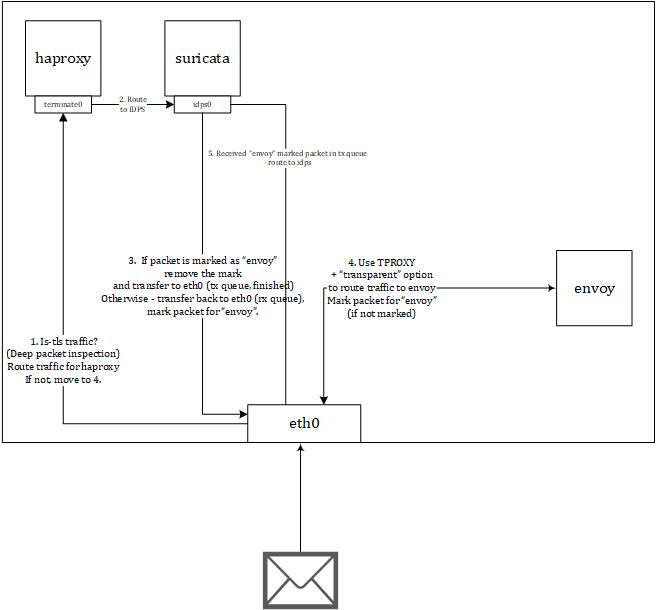 haproxy
suricata
terminate0
2. Route
to IDPS
idps0
5. Received “envoy” marked packet in tx queue
- route to idps
3. If packet is marked as “envoy”
remove the mark
and transfer to eth0 (tx queue, finished)
Otherwise - transfer back to eth0 (rx queue),
mark packet for “envoy”.
4. Use TPROXY
+ “transparent” option
to route traffic to envoy
Mark packet for “envoy”
(if not marked)
envoy
1. Is-tls traffic?
(Deep packet inspection)
Route traffic for haproxy
If not, move to 4.
eth0